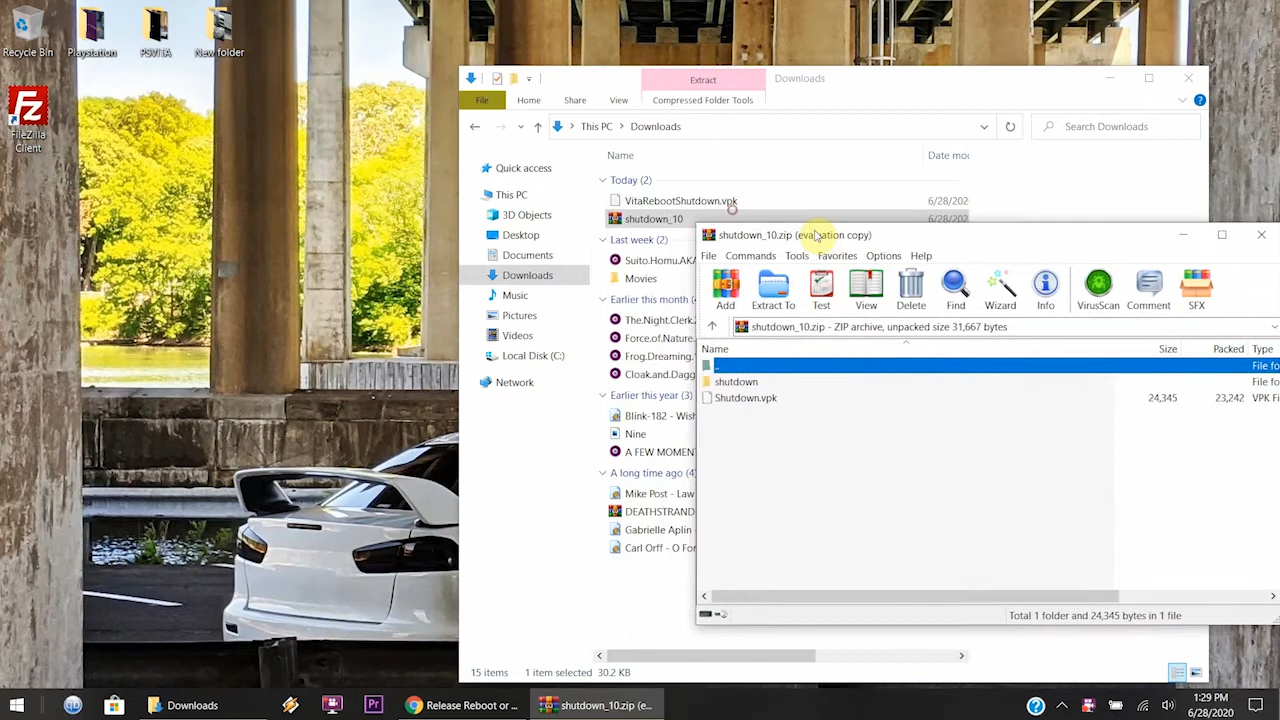 Recycle Bin
Playstation
PSVITA
New folder
FZ
FileZilla
Client
Extract
Downloads
File
Home
Share
View
Compressed Folder Tools
This PC
Downloads
Search Downloads
Quick access
This PC
3D Objects
Desktop
Documents
Downloads
Music
Pictures
Videos
Local Disk (C:)
Network
Name
Date mod
Today (2)
VitaRebootShutdown.vpk
6/28/202
shutdown_10
6/28/202
Last week (2)
Suito.Homu.AKA
Movies
Earlier this month (4)
The.Night.Clerk.
Force.of.Nature.
Frog.Dreaming.
Cloak.and.Dagg
Earlier this year (3)
Blink-182 - Wish
Nine
A FEW MOMENT
A long time ago (4)
Mike Post - Law
DEATHSTRAND
Gabrielle Aplin -
Carl Orff - O For
15 items
1 item selected 30.2 KB
shutdown_10.zip (evaluation copy)
File
Commands
Tools
Favorites
Options
Help
Add
Extract To
Test
View
Delete
Find
Wizard
Info
VirusScan
Comment
SFX
shutdown_10.zip - ZIP archive, unpacked size 31,667 bytes
Name
Size
Packed
Type
..
File fo
shutdown
File fo
Shutdown.vpk
24,345
23,242
VPK Fi
Total 1 folder and 24,345 bytes in 1 file
Downloads
Pr
Release Reboot or ...
shutdown_10.zip (e...
1:29 PM
6/28/2020